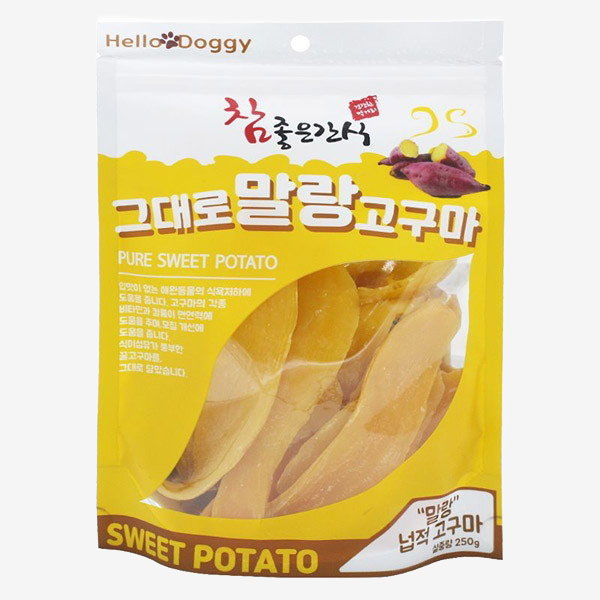 Hello Doggy
참좋은간식
그대로말랑고구마
PURE SWEET POTATO
입맛이 없는 애완동물의 식욕저하에
도움을 줍니다. 고구마의 각종
비타민과 칼륨이 면연력에
도움을 주며 모질 개선에
도움을 줍니다.
식이섬유가 풍부한
꿀고구마를
그대로 담았습니다.
"말랑"
넙적 고구마
실중량 250g
SWEET POTATO